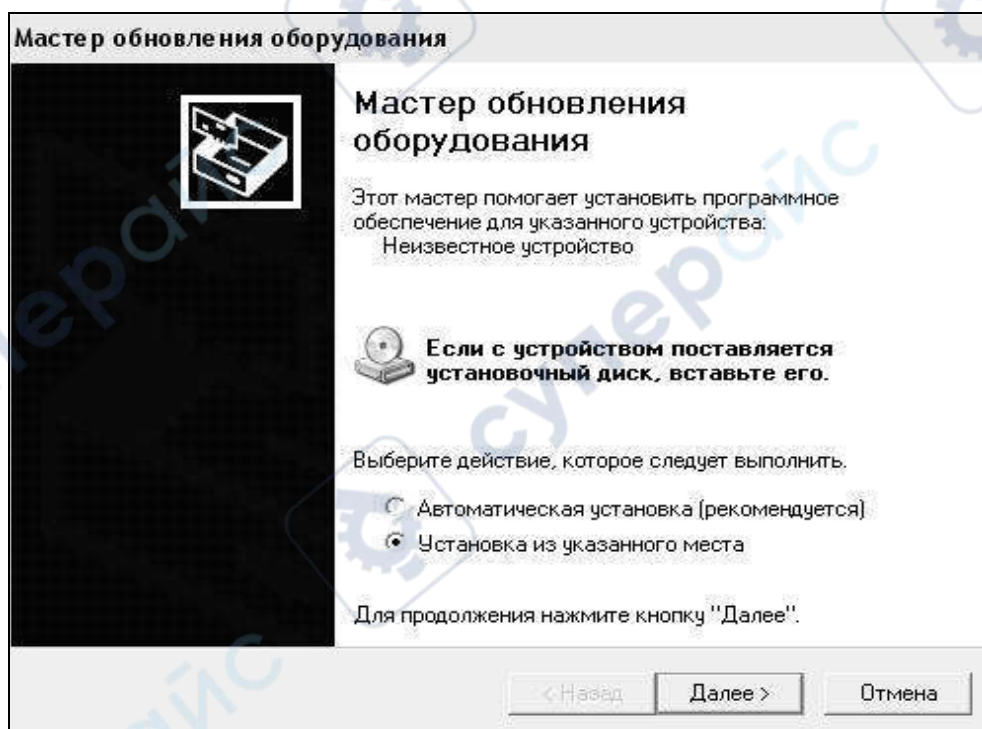 Мастер обновления оборудования
Мастер обновления
оборудования
Этот мастер помогает установить программное
обеспечение для указанного устройства:
Неизвестное устройство
Если с устройством поставляется
установочный диск, вставьте его.
Выберите действие, которое следует выполнить.
Автоматическая установка (рекомендуется)
Установка из указанного места
Для продолжения нажмите кнопку "Далее".
< Назад
Далее >
Отмена
суперайс